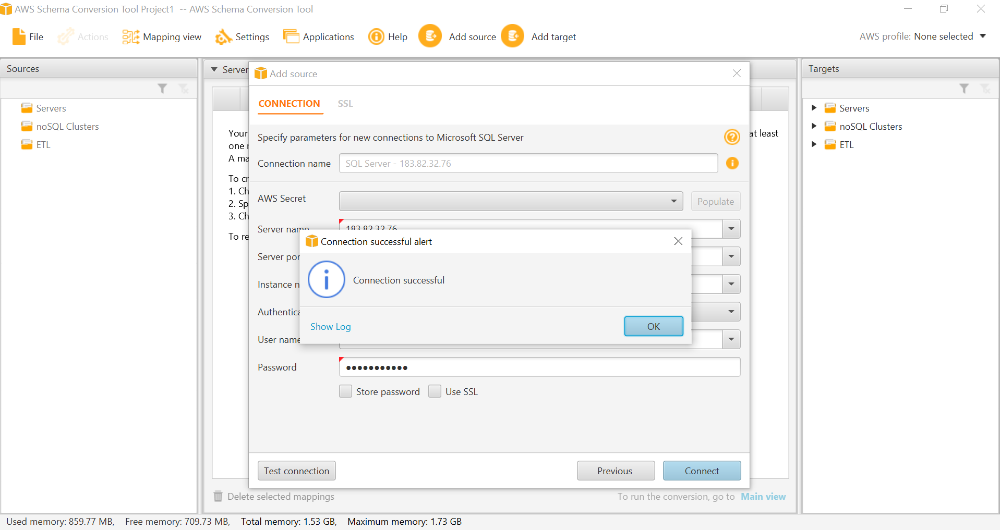 AWS Schema Conversion Tool Project1 -- AWS Schema Conversion Tool
File Actions Mapping view Settings Applications Help Add source Add target AWS profile: None selected
Sources
Servers
noSQL Clusters
ETL
Server
Your
one
A ma
To cr
1. Ch
2. Sp
3. Ch
To re
at least
Add source
CONNECTION SSL
Specify parameters for new connections to Microsoft SQL Server
Connection name SQL Server - 183.82.32.76
AWS Secret Populate
Server name 183.82.32.76
Server por
Instance n
Authentica
User name
Password
Store password Use SSL
Test connection Previous Connect
Connection successful alert
Connection successful
Show Log OK
Delete selected mappings To run the conversion, go to Main view
Targets
Servers
noSQL Clusters
ETL
Used memory: 859.77 MB, Free memory: 709.73 MB, Total memory: 1.53 GB, Maximum memory: 1.73 GB